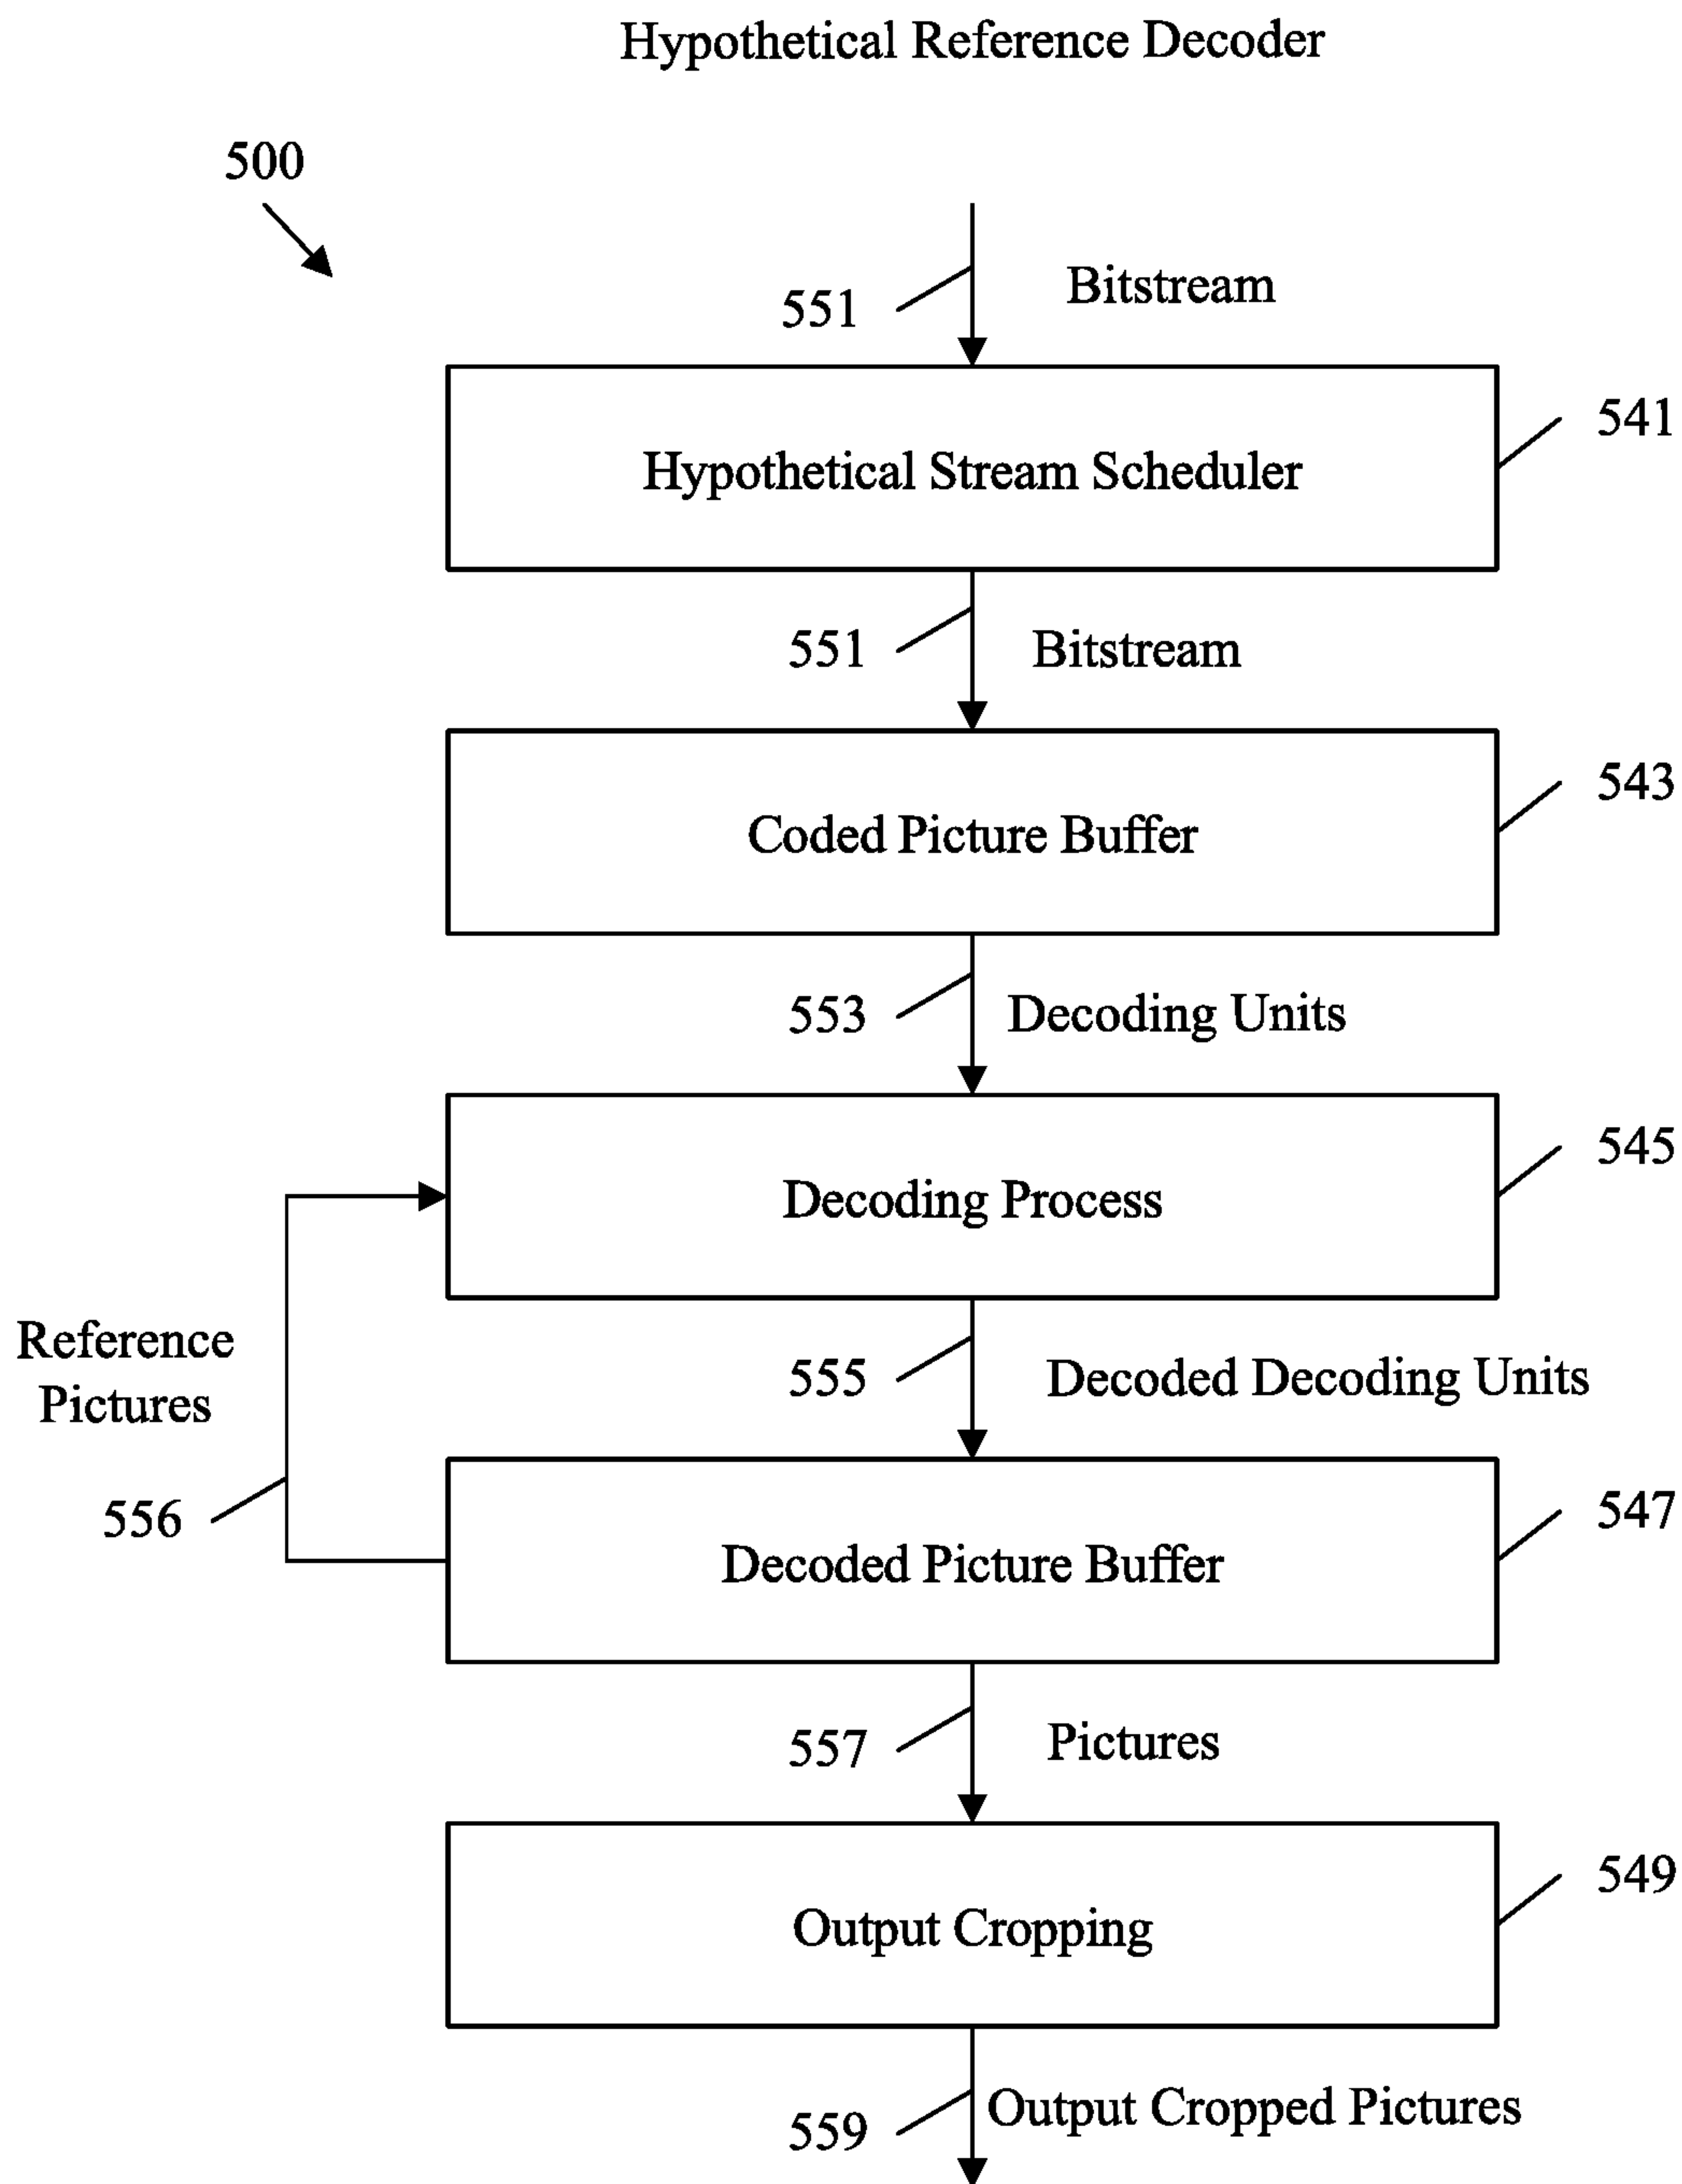 Hypothetical Reference Decoder
500
551
Bitstream
541
Hypothetical Stream Scheduler
551
Bitstream
543
Coded Picture Buffer
553
Decoding Units
545
Decoding Process
Reference
Pictures
555
Decoded Decoding Units
556
547
Decoded Picture Buffer
557
Pictures
549
Output Cropping
559
Output Cropped Pictures